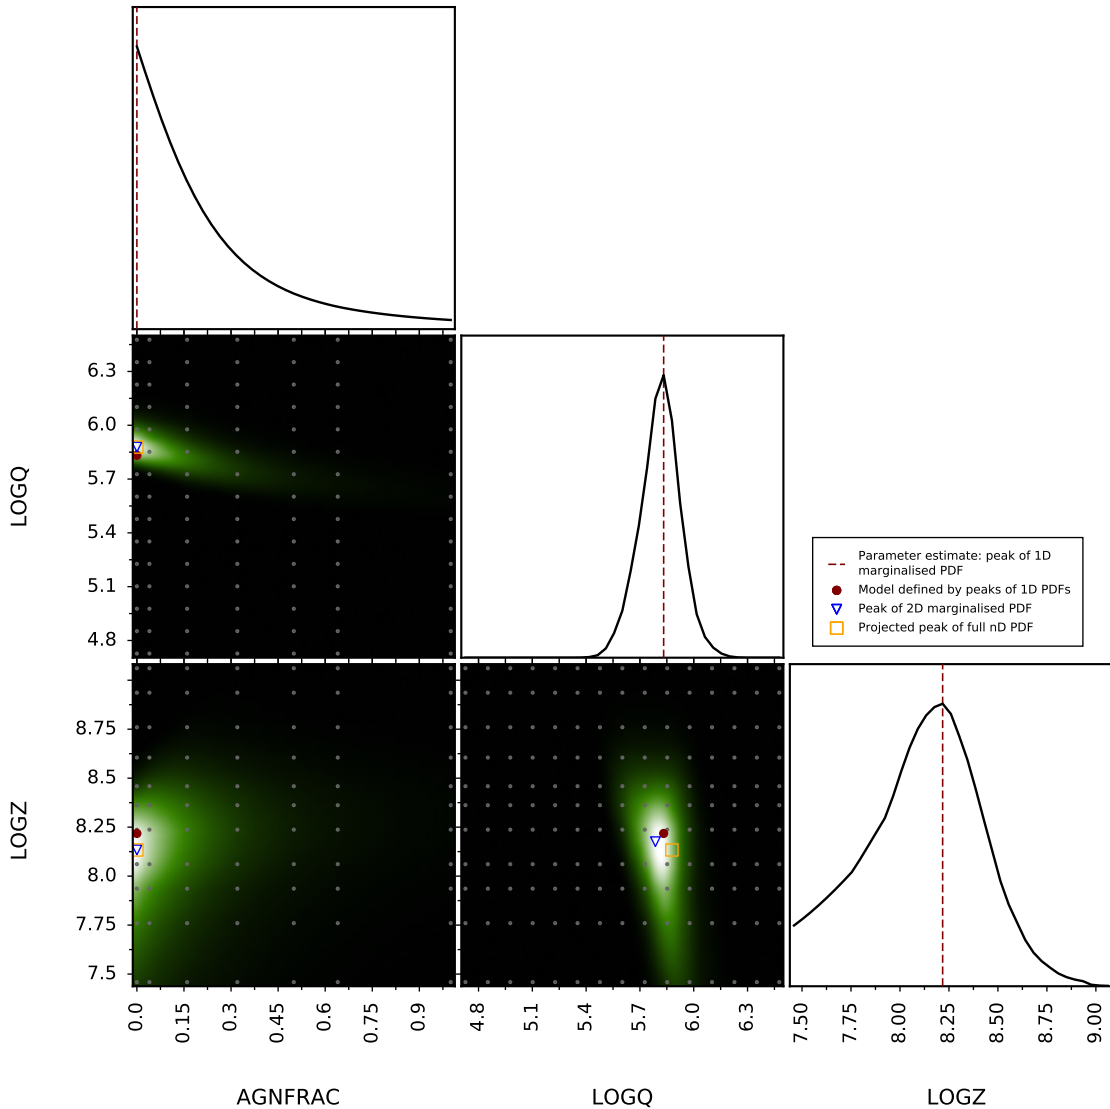 6.3
6.0
5.7
5.4
5.1
4.8
LOGQ
Parameter estimate: peak of 1D
marginalised PDF
Model defined by peaks of 1D PDFs
Peak of 2D marginalised PDF
Projected peak of full nD PDF
8.75
8.5
8.25
8.0
7.75
7.5
LOGZ
0.0 0.15 0.3 0.45 0.6 0.75 0.9
4.8 5.1 5.4 5.7 6.0 6.3
7.50 7.75 8.00 8.25 8.50 8.75 9.00
AGNFRAC LOGQ LOGZ